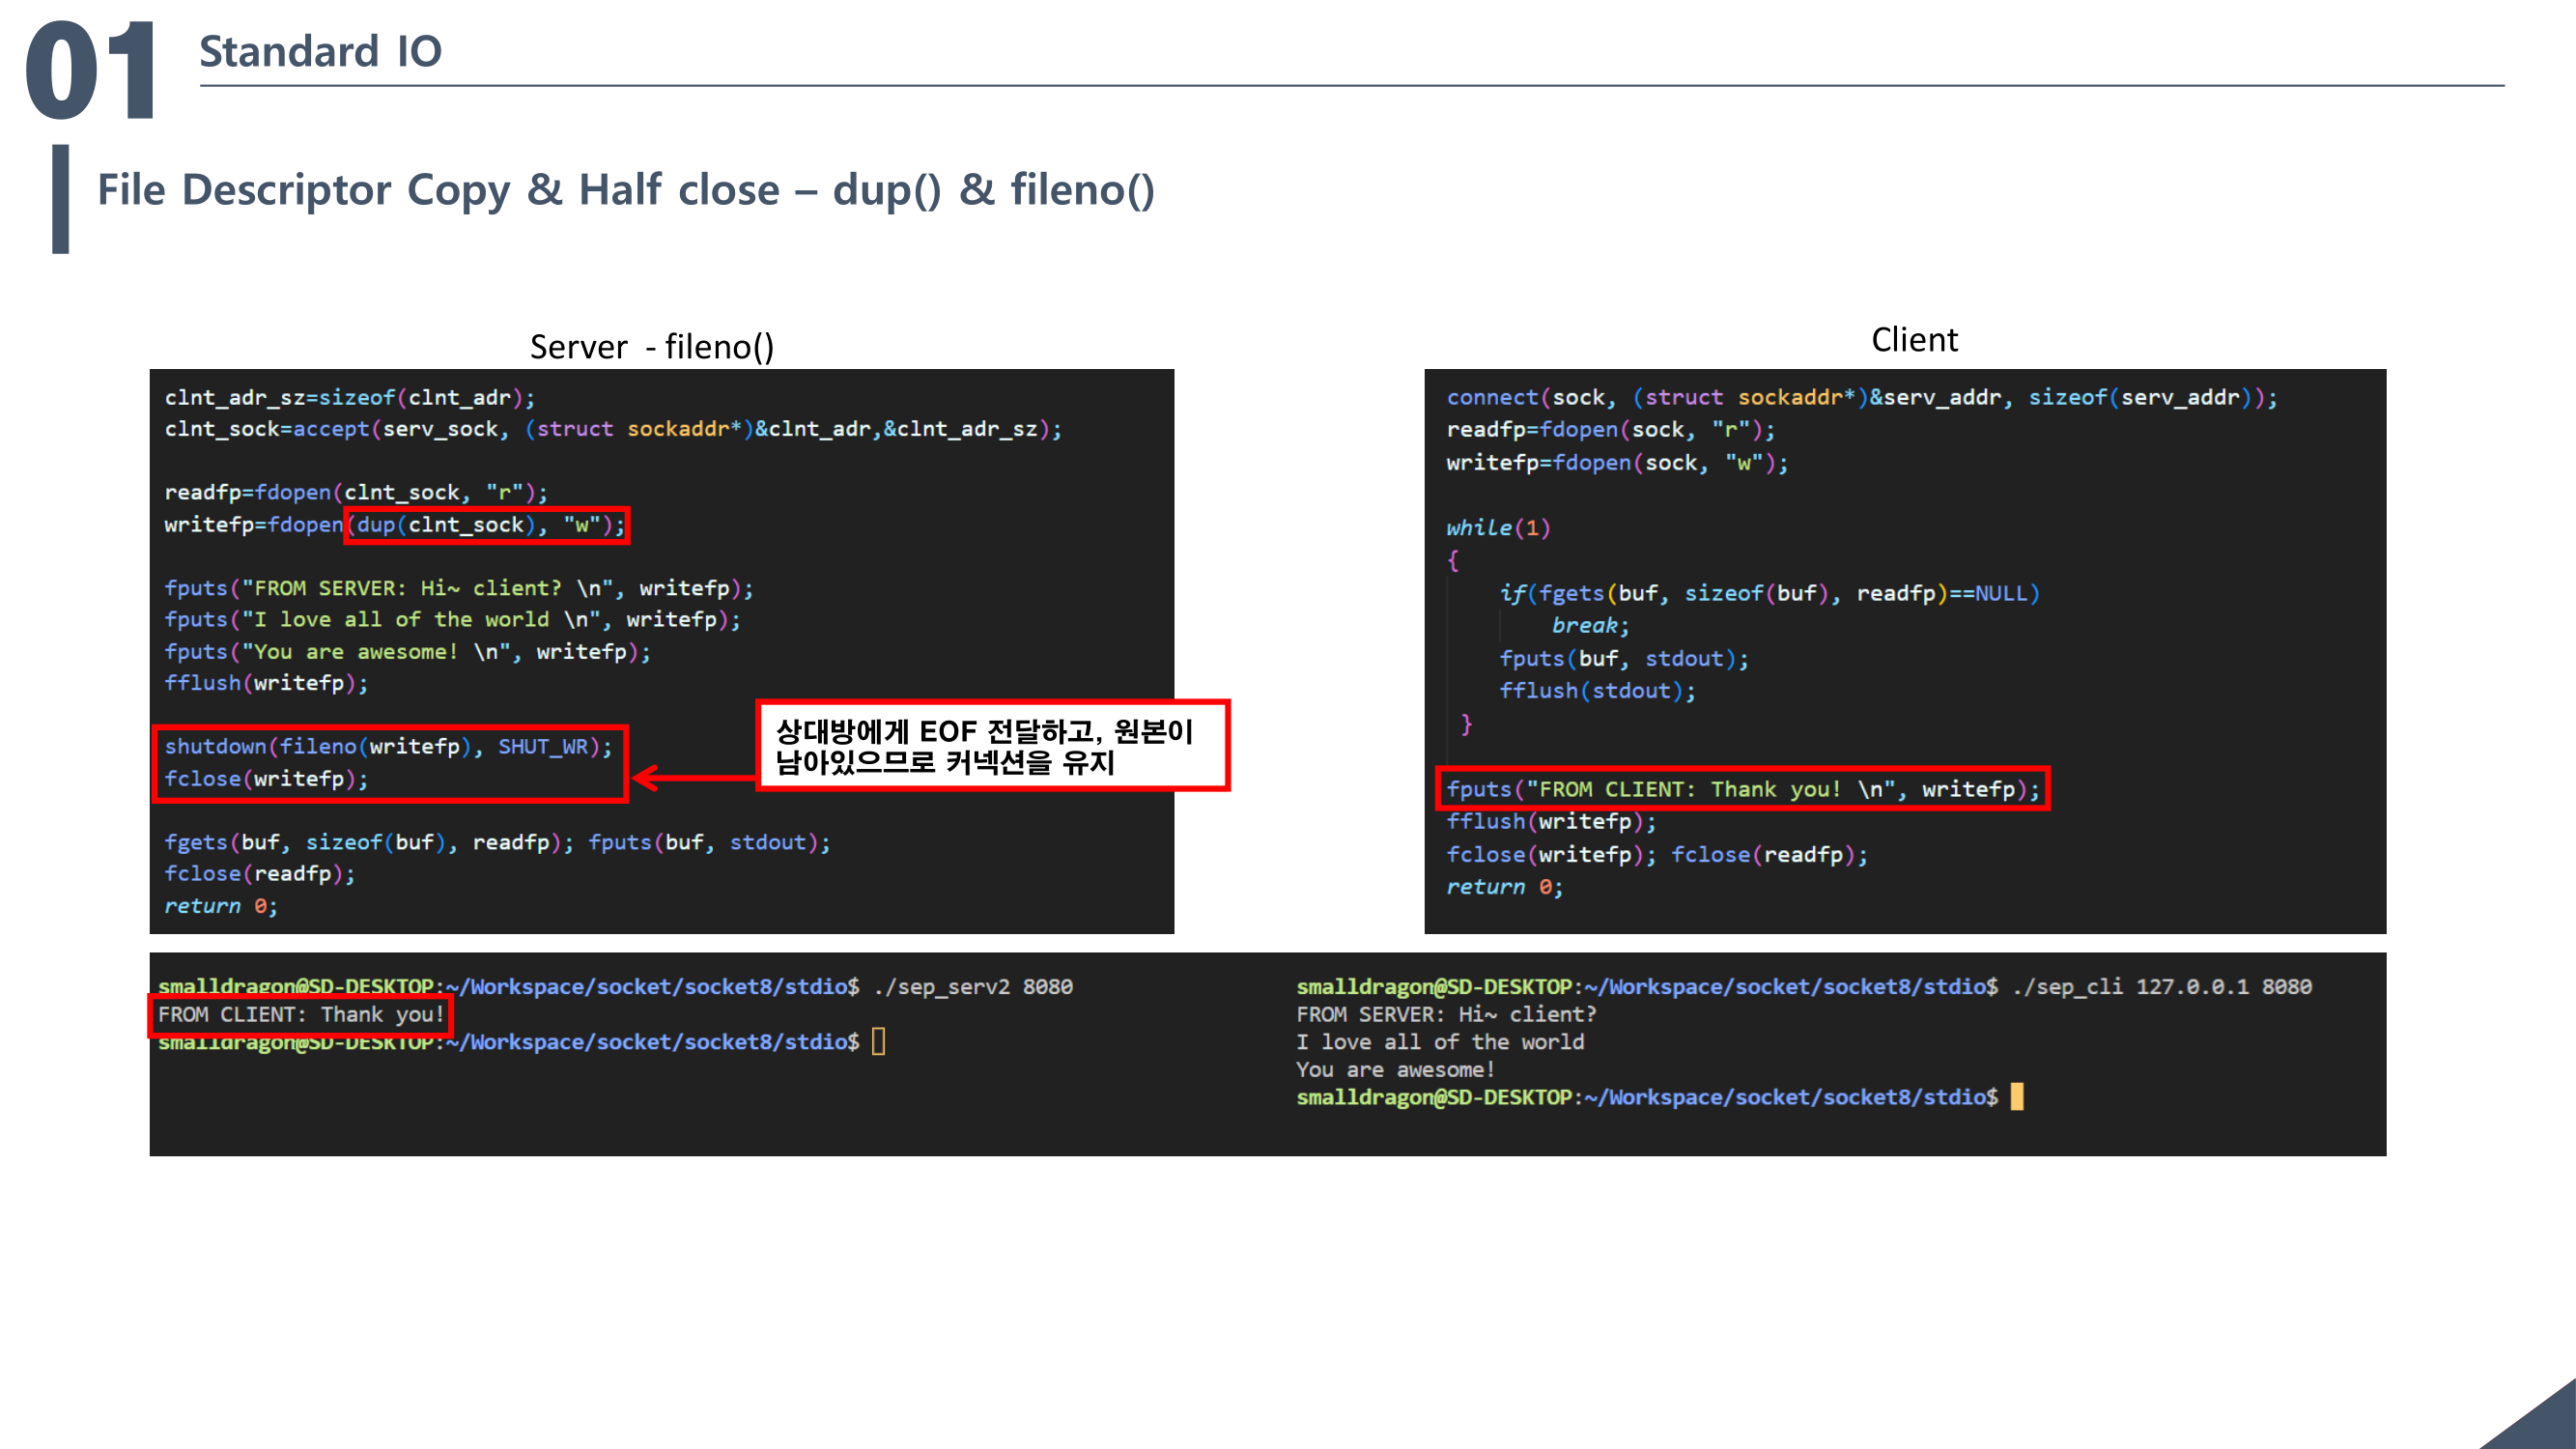 01
Standard IO
File Descriptor Copy & Half close – dup() & fileno()
Server - fileno()
clnt_adr_sz=sizeof(clnt_adr);
clnt_sock=accept(serv_sock, (struct sockaddr*)&clnt_adr,&clnt_adr_sz);
readfp=fdopen(clnt_sock, "r");
writefp=fdopen(dup(clnt_sock), "w");
fputs("FROM SERVER: Hi~ client? \n", writefp);
fputs("I love all of the world \n", writefp);
fputs("You are awesome! \n", writefp);
fflush(writefp);
shutdown(fileno(writefp), SHUT_WR);
fclose(writefp);
상대방에게 EOF 전달하고, 원본이
남아있으므로 커넥션을 유지
fgets(buf, sizeof(buf), readfp); fputs(buf, stdout);
fclose(readfp);
return 0;
Client
connect(sock, (struct sockaddr*)&serv_addr, sizeof(serv_addr));
readfp=fdopen(sock, "r");
writefp=fdopen(sock, "w");
while(1)
{
if(fgets(buf, sizeof(buf), readfp)==NULL)
break;
fputs(buf, stdout);
fflush(stdout);
}
fputs("FROM CLIENT: Thank you! \n", writefp);
fflush(writefp);
fclose(writefp); fclose(readfp);
return 0;
smalldragon@SD-DESKTOP:~/Workspace/socket/socket8/stdio$ ./sep_serv2 8080
FROM CLIENT: Thank you!
smalldragon@SD-DESKTOP:~/Workspace/socket/socket8/stdio$
smalldragon@SD-DESKTOP:~/Workspace/socket/socket8/stdio$ ./sep_cli 127.0.0.1 8080
FROM SERVER: Hi~ client?
I love all of the world
You are awesome!
smalldragon@SD-DESKTOP:~/Workspace/socket/socket8/stdio$